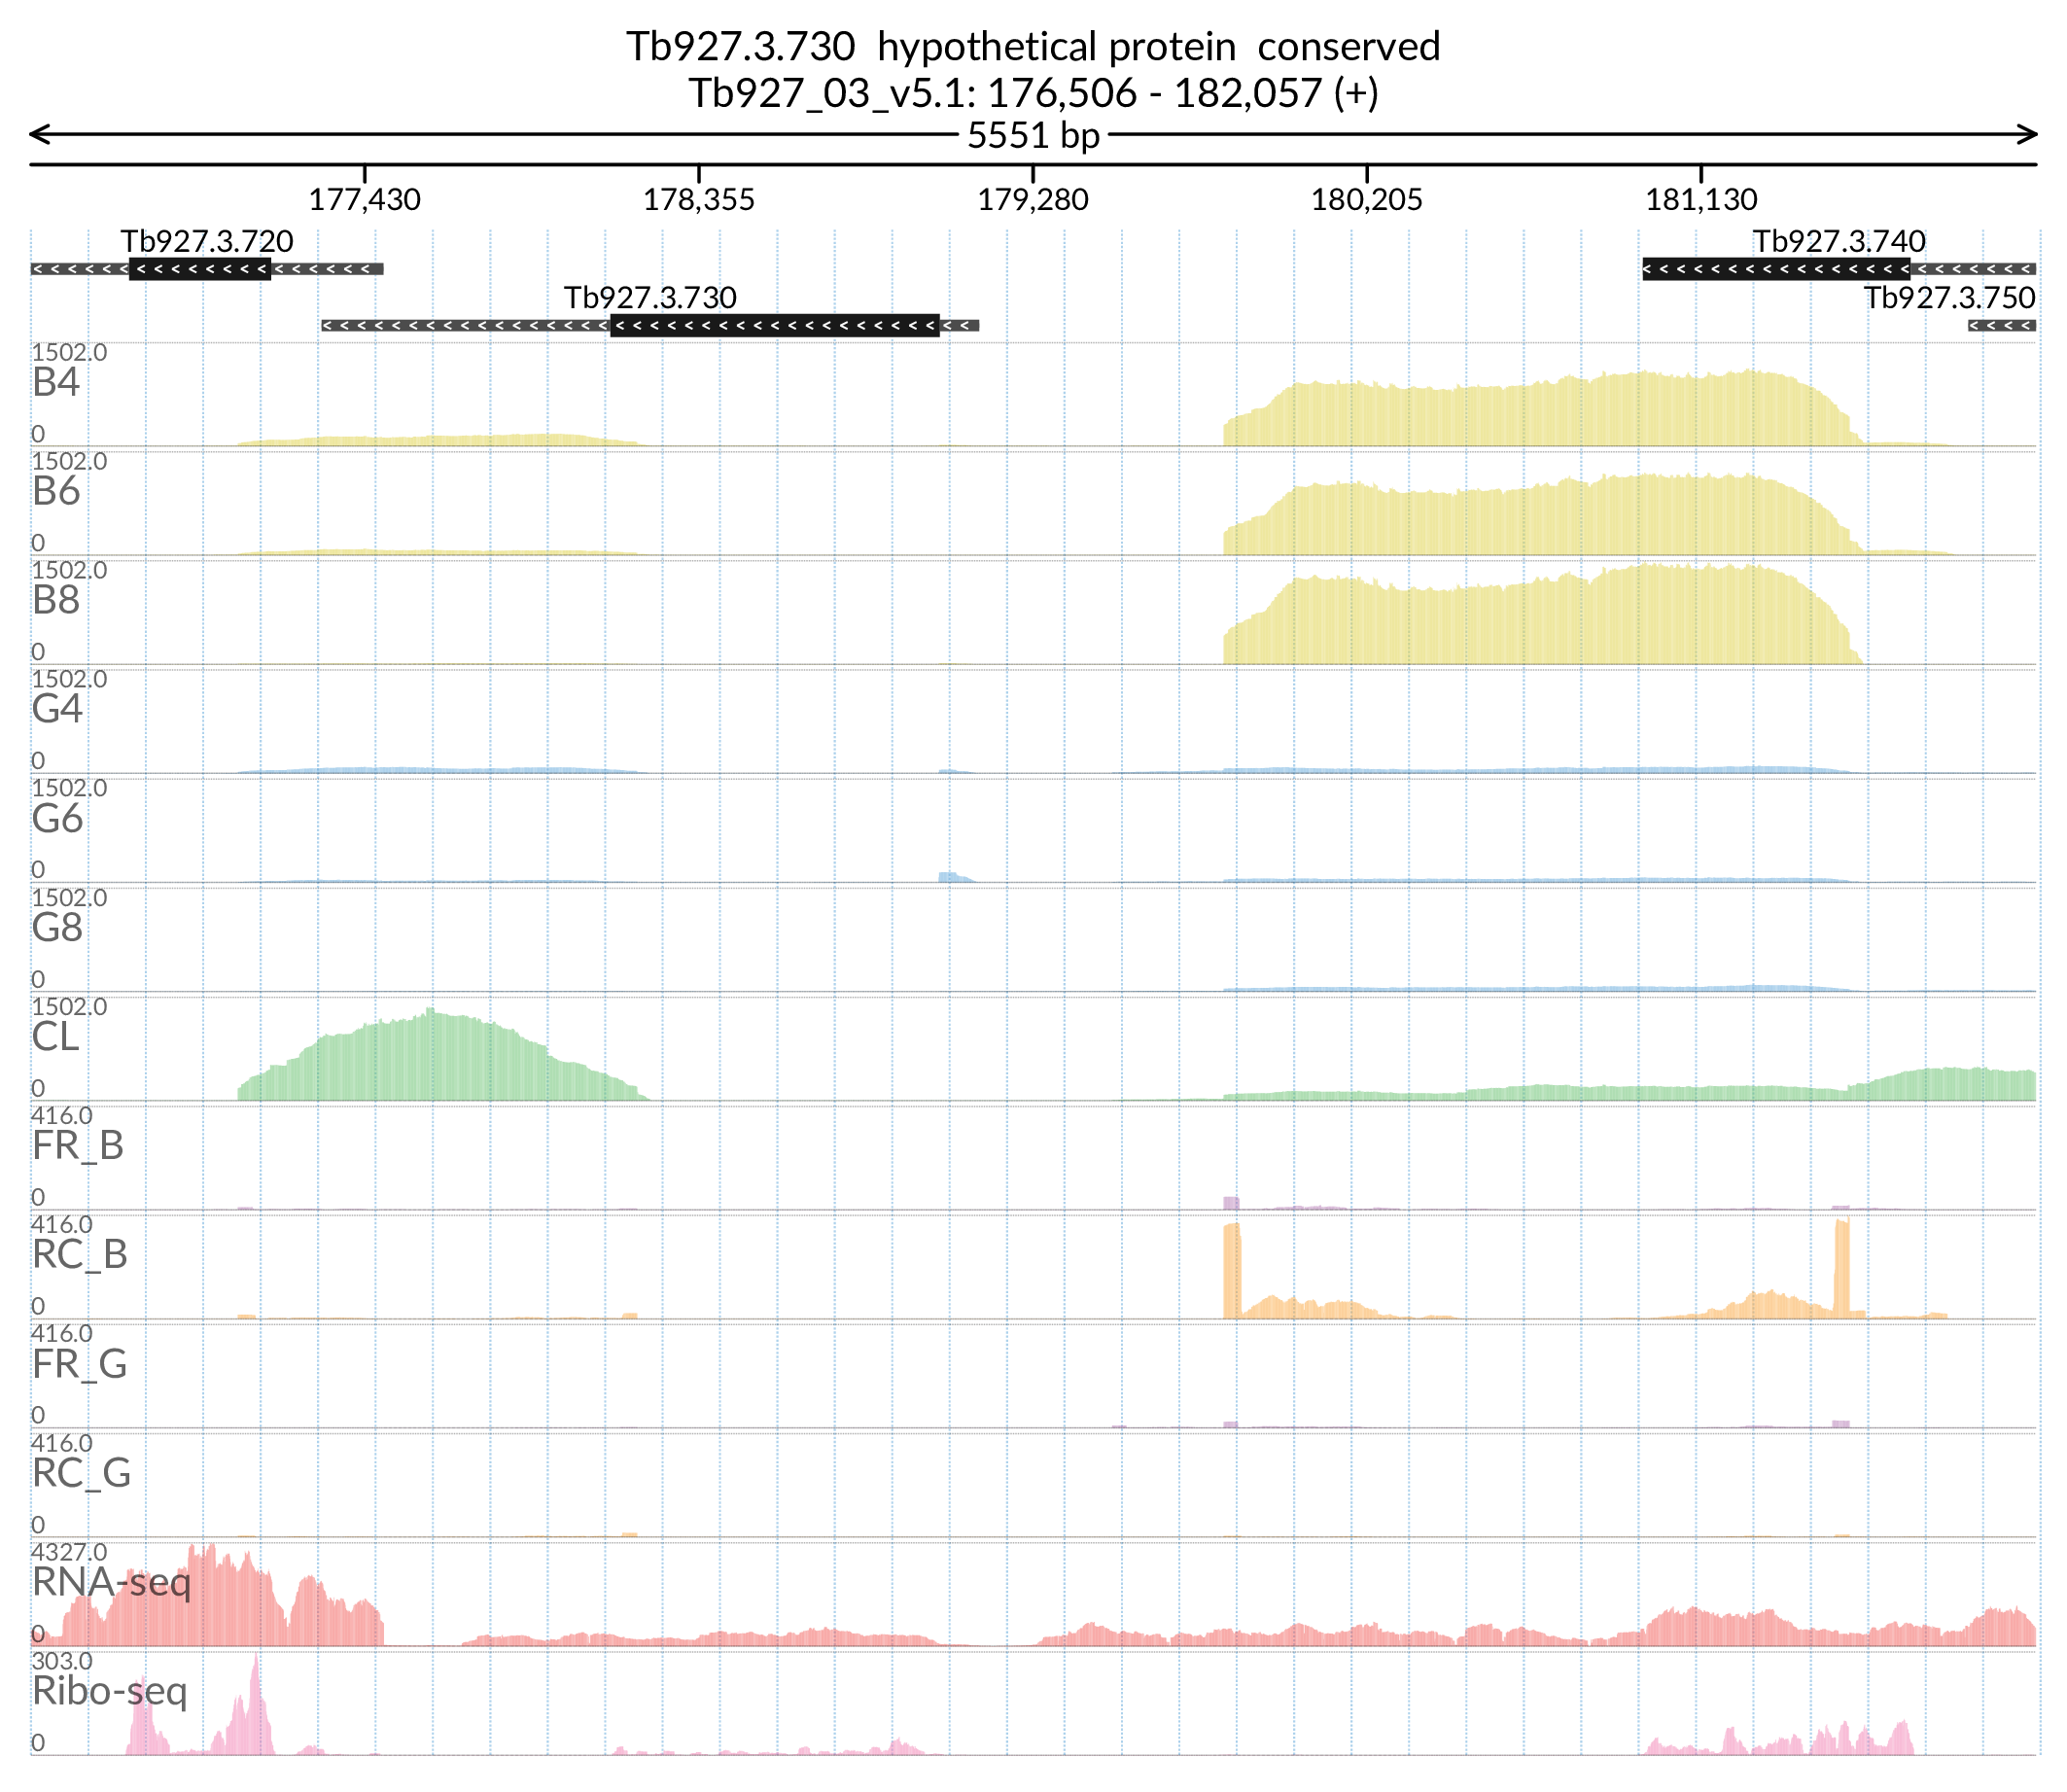 Tb927.3.730  hypothetical protein  conserved
Tb927_03_v5.1: 176,506 - 182,057 (+)
5551 bp
177,430 178,355 179,280 180,205 181,130
Tb927.3.720 Tb927.3.740
Tb927.3.730 Tb927.3.750
1502.0
B4
0
1502.0
B6
0
1502.0
B8
0
1502.0
G4
0
1502.0
G6
0
1502.0
G8
0
1502.0
CL
0
416.0
FR_B
0
416.0
RC_B
0
416.0
FR_G
0
416.0
RC_G
0
4327.0
RNA-seq
0
303.0
Ribo-seq
0